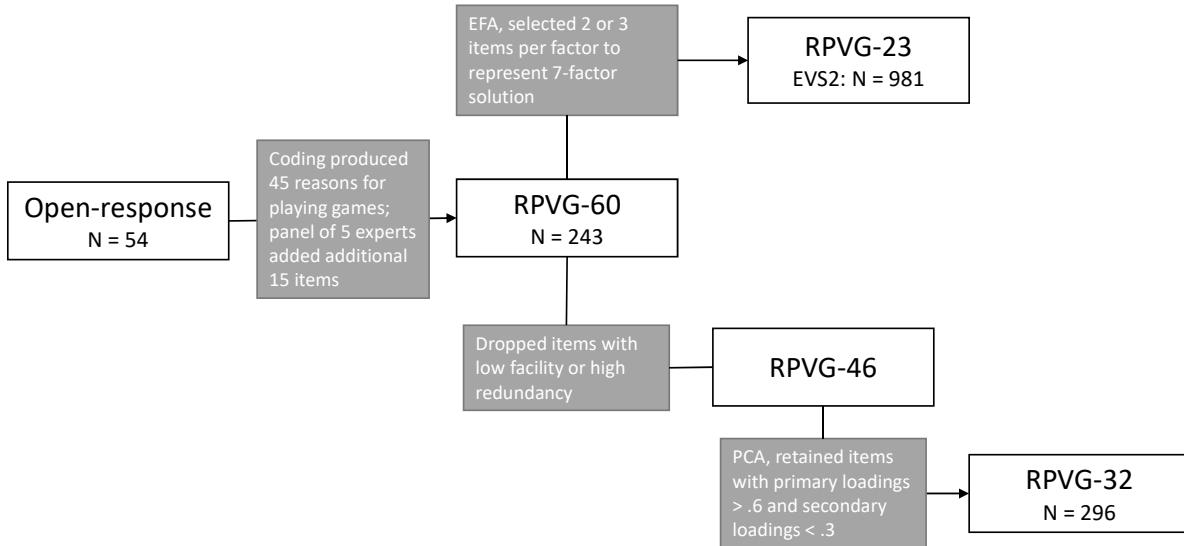 EFA, selected 2 or 3
items per factor to
represent 7-factor
solution
RPVG-23
EVS2: N = 981
Open-response
N = 54
Coding produced
45 reasons for
playing games;
panel of 5 experts
added additional
15 items
RPVG-60
N = 243
Dropped items with
low facility or high
redundancy
RPVG-46
PCA, retained items
with primary loadings
> .6 and secondary
loadings < .3
RPVG-32
N = 296